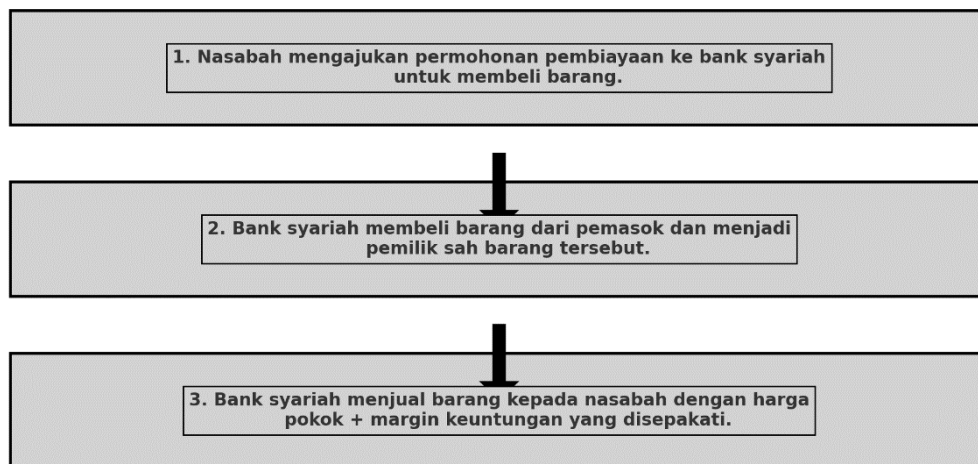 1. Nasabah mengajukan permohonan pembiayaan ke bank syariah
untuk membeli barang.
2. Bank syariah membeli barang dari pemasok dan menjadi
pemilik sah barang tersebut.
3. Bank syariah menjual barang kepada nasabah dengan harga
pokok + margin keuntungan yang disepakati.